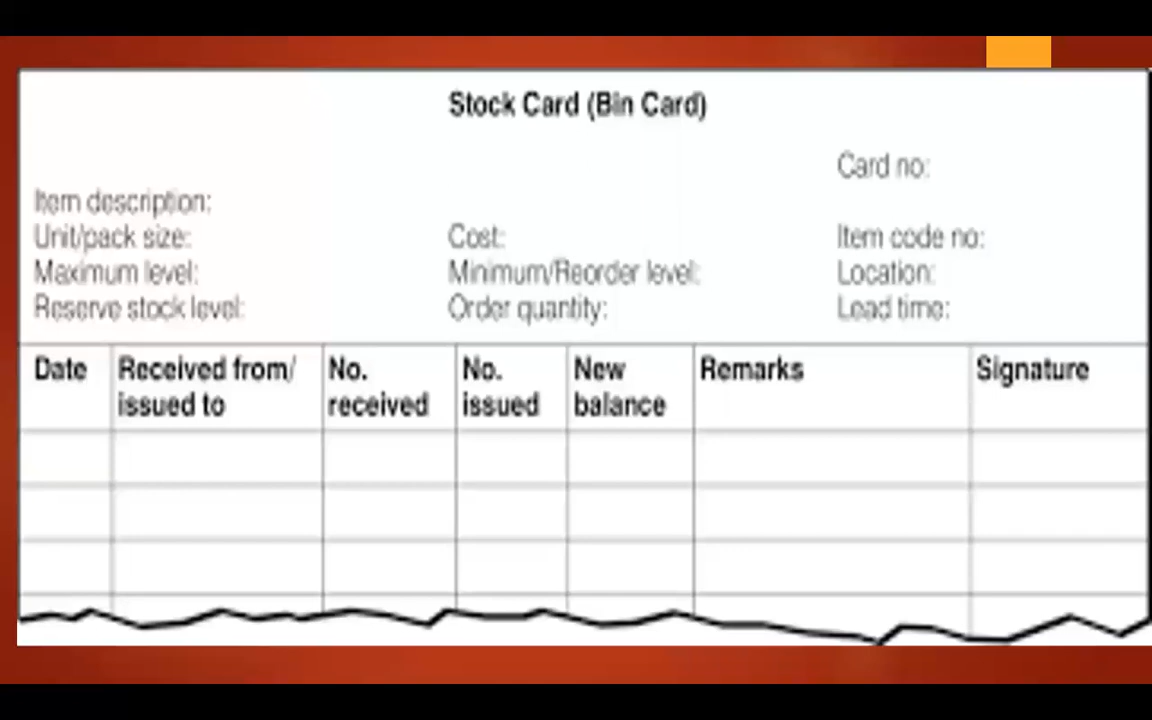 Stock Card (Bin Card)
Card no:
Item description:
Unit/pack size: Cost: Item code no:
Maximum level: Minimum/Reorder level: Location:
Reserve stock level: Order quantity: Lead time:
Date Received from/ No. No. New Remarks Signature
issued to received issued balance